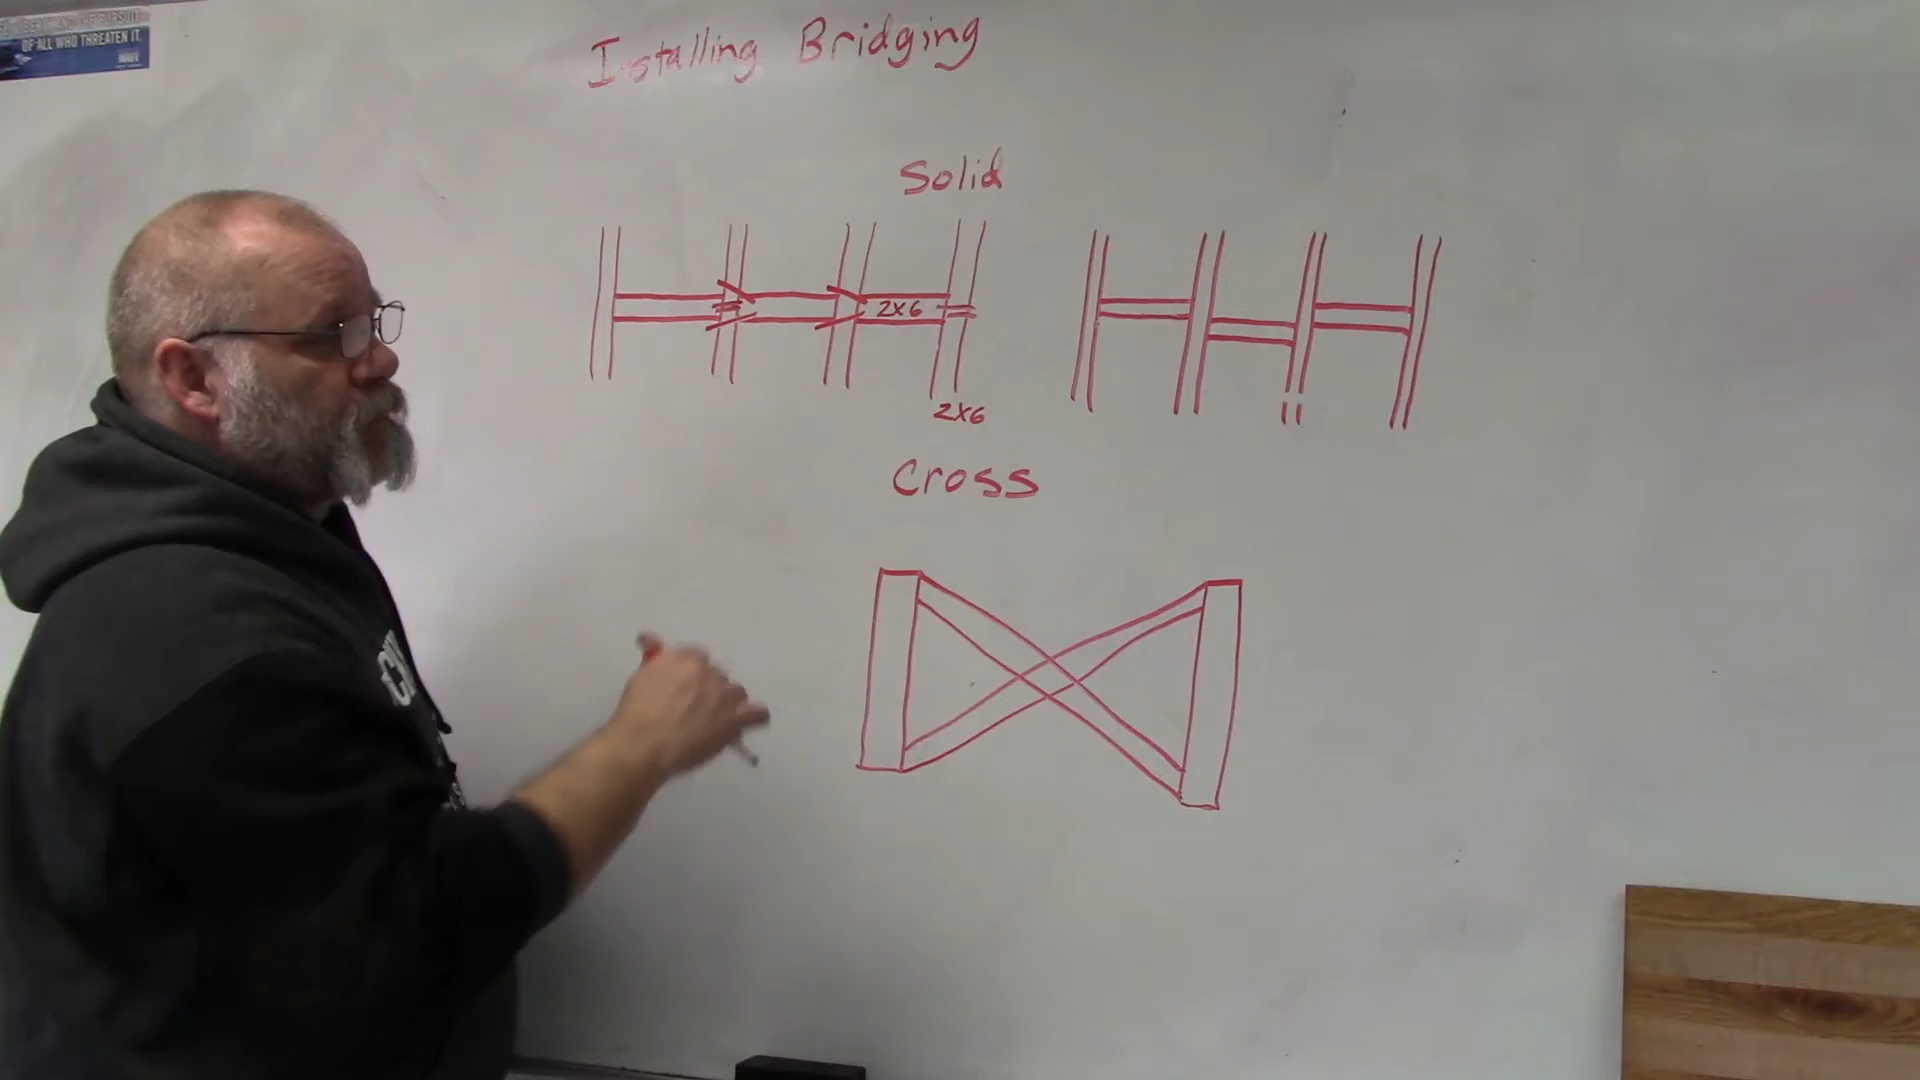 OF ALL WHO THREATEN IT.
Installing Bridging
Solid
2x6
2x6
Cross